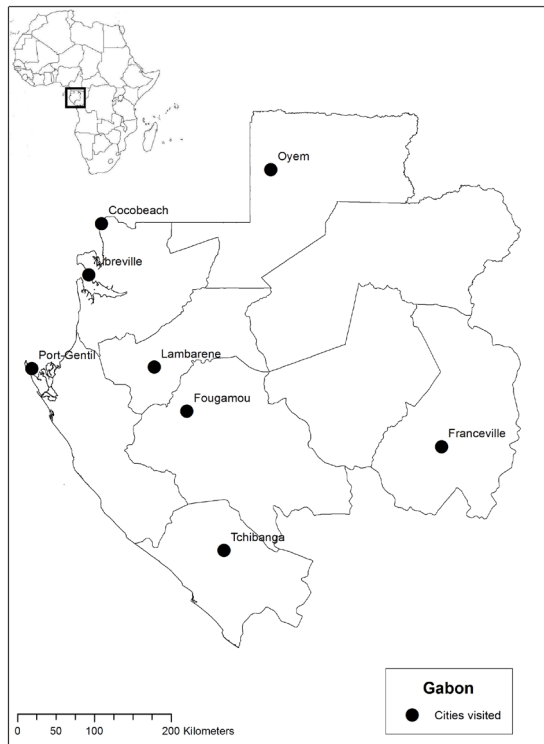 Oyem
Cocobeach
Libreville
Port-Gentil
Lambarene
Fougamou
Franceville
Tchibanga
Gabon
Cities visited
0 50 100 200 Kilometers